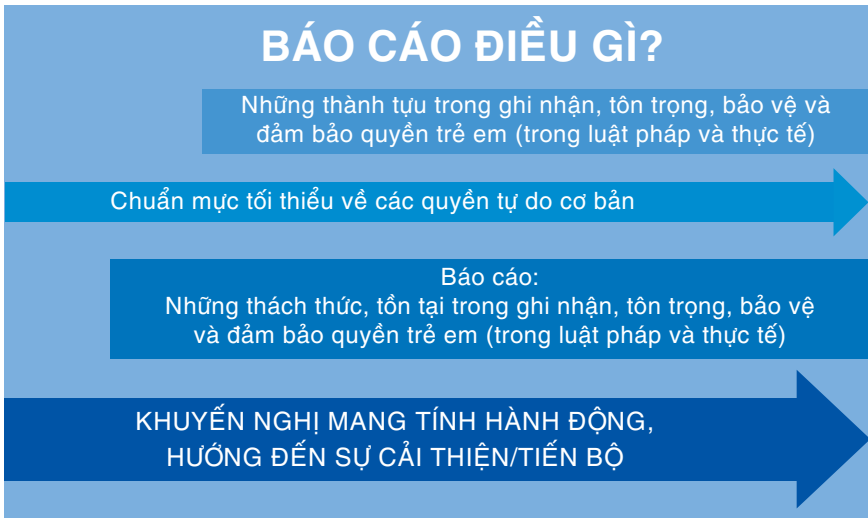 BÁO CÁO ĐIỀU GÌ?
Những thành tựu trong ghi nhận, tôn trọng, bảo vệ và
đảm bảo quyền trẻ em (trong luật pháp và thực tế)
Chuẩn mực tối thiểu về các quyền tự do cơ bản
Báo cáo:
Những thách thức, tồn tại trong ghi nhận, tôn trọng, bảo vệ
và đảm bảo quyền trẻ em (trong luật pháp và thực tế)
KHUYẾN NGHỊ MANG TÍNH HÀNH ĐỘNG,
HƯỚNG ĐẾN SỰ CẢI THIỆN/TIẾN BỘ